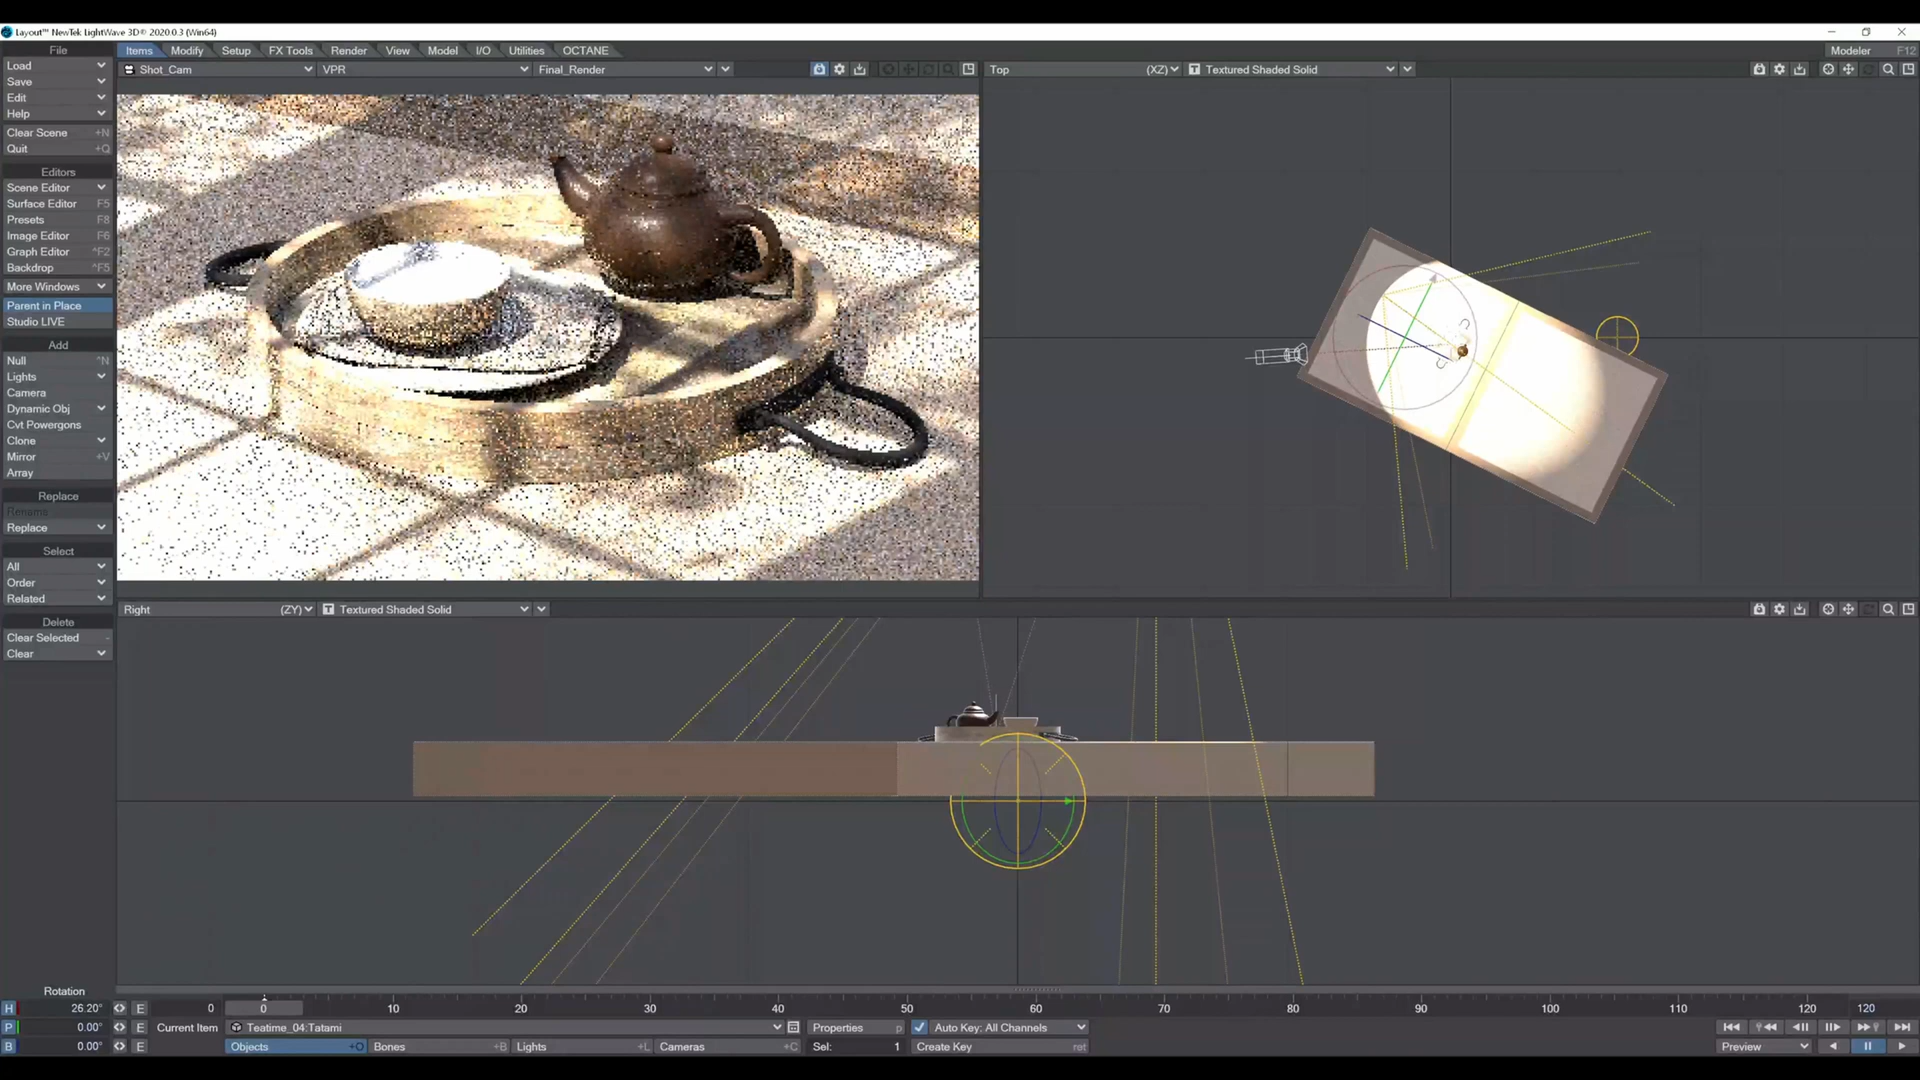 Layout™ NewTek LightWave 3D® 2020.0.3 (Win64)
File
Items Modify Setup FX Tools Render View Model I/O Utilities OCTANE
Modeler F12
Load
Save
Edit
Help
Clear Scene +N
Quit +Q
Editors
Scene Editor
Surface Editor F5
Presets F8
Image Editor F6
Graph Editor ^F2
Backdrop ^F5
More Windows
Parent in Place
Studio LIVE
Add
Null ^N
Lights
Camera
Dynamic Obj
Cvt Powergons
Clone
Mirror +V
Array
Replace
Rename
Replace
Select
All
Order
Related
Delete
Clear Selected -
Clear
Shot_Cam VPR Final_Render
Top (XZ) Textured Shaded Solid
Right (ZY) Textured Shaded Solid
Rotation
H 26.20° E 0
0 10 20 30 40 50 60 70 80 90 100 110 120 120
P 0.00° E Current Item Teatime_04:Tatami Properties p Auto Key: All Channels
B 0.00° E Objects +O Bones +B Lights +L Cameras +C Sel: 1 Create Key ret
Preview